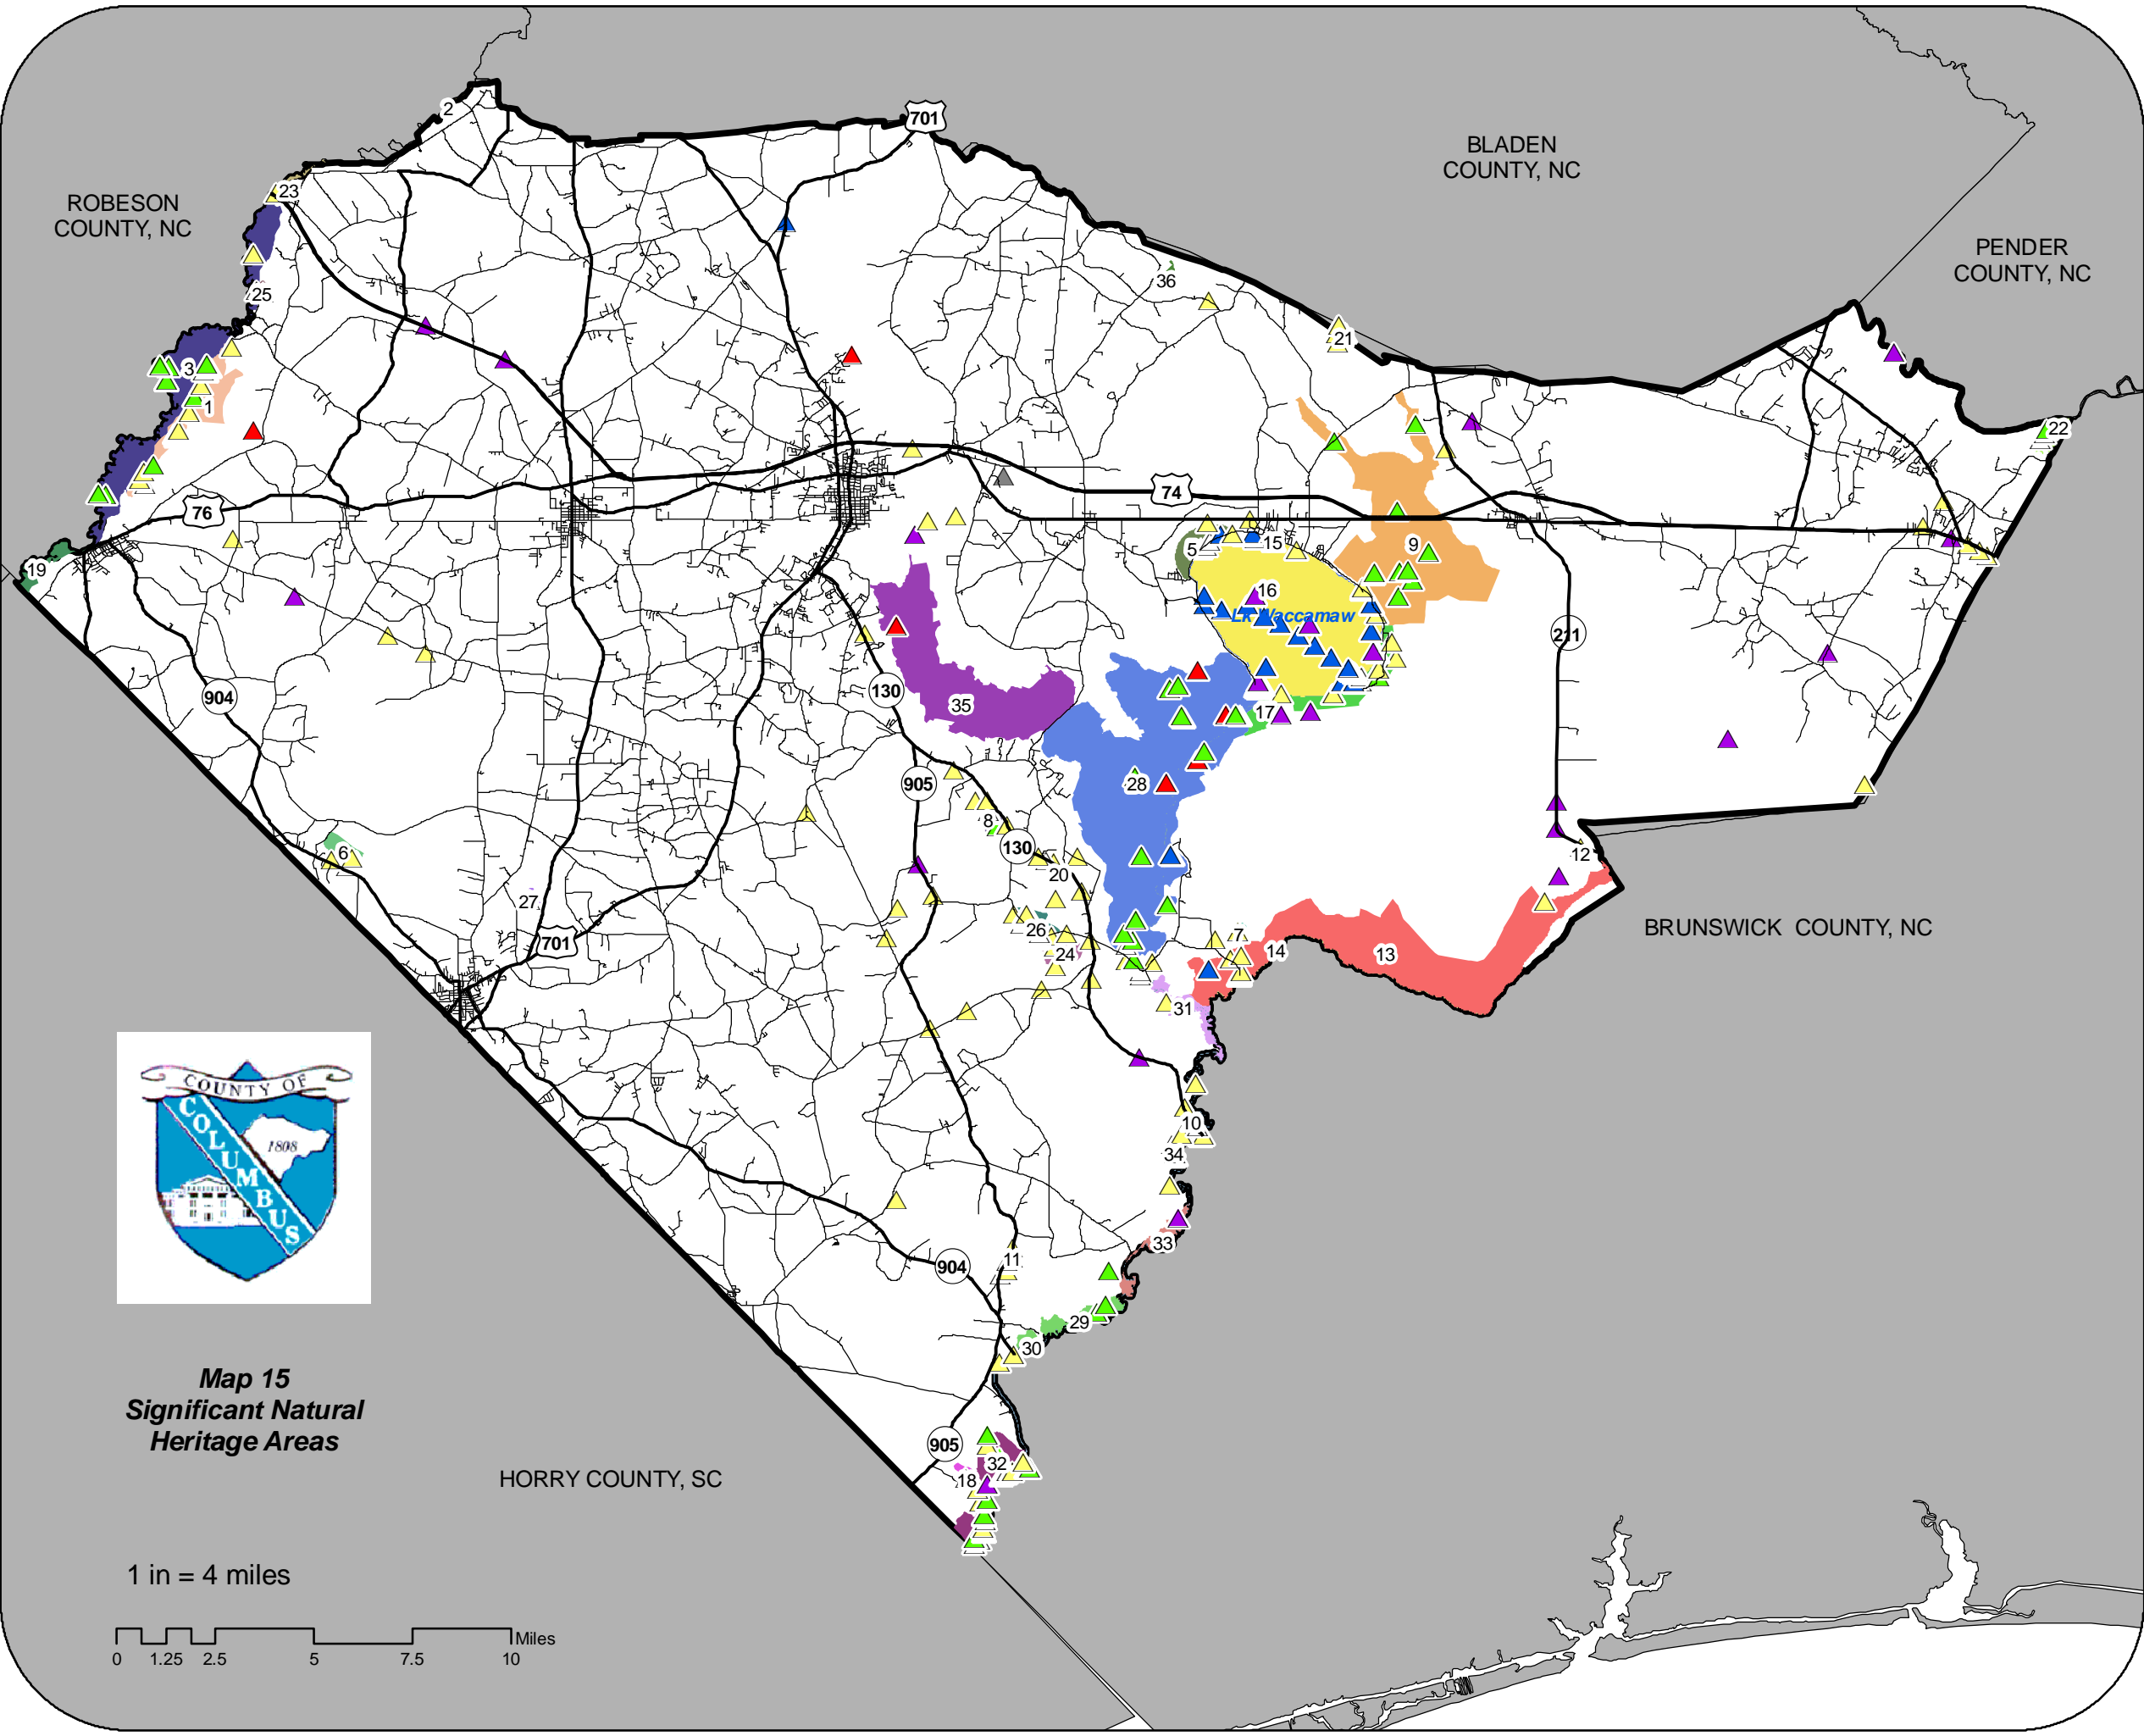 2
701
BLADEN
COUNTY, NC
ROBESON
COUNTY, NC
23
PENDER
COUNTY, NC
36
25
21
3
1
22
76
74
19
5
15
9
16
Lk Waccamaw
211
904
130
35
17
905
28
8
130
6
20
12
27
701
26
7
24
14
13
BRUNSWICK COUNTY, NC
31
COUNTY OF
COLUMBUS
1808
10
34
33
11
904
29
30
Map 15
Significant Natural
Heritage Areas
905
32
18
HORRY COUNTY, SC
1 in = 4 miles
Miles
0 1.25 2.5 5 7.5 10